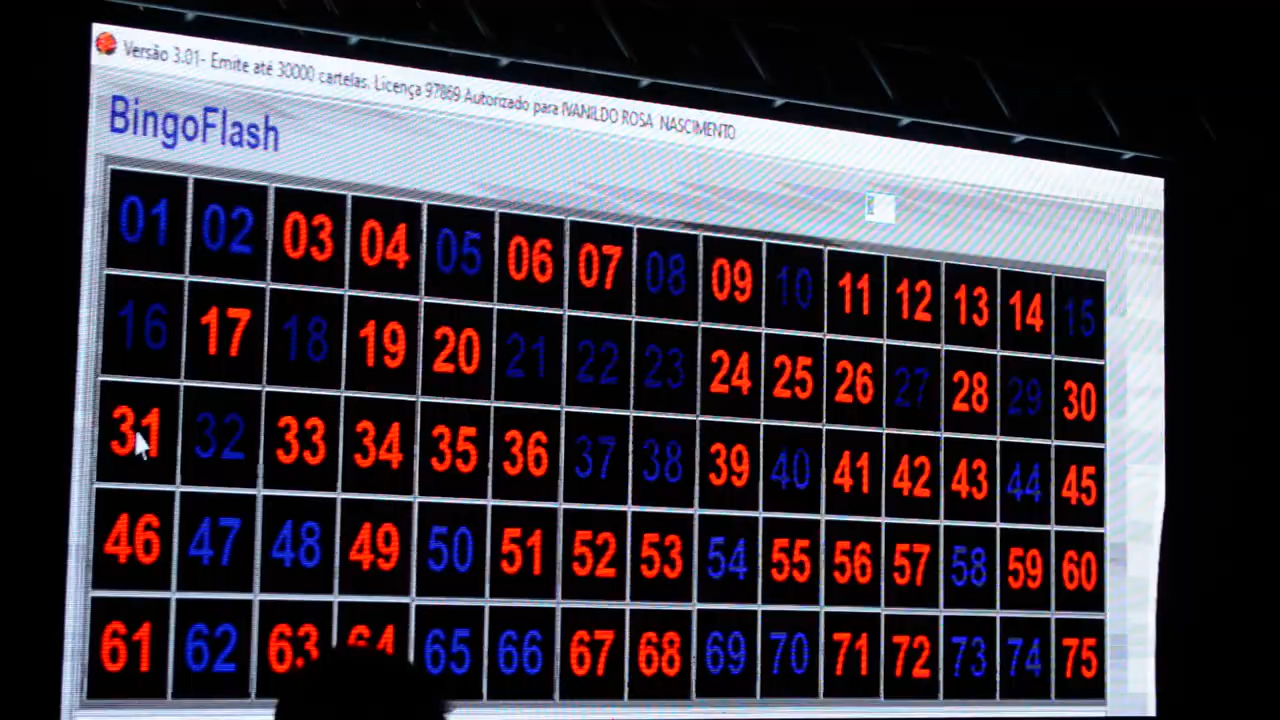 Versão 3.01- Emite até 30000 cartelas. Licença 97869 Autorizado para IVANILDO ROSA NASCIMENTO
BingoFlash
01 02 03 04 05 06 07 08 09 10 11 12 13 14 15
16 17 18 19 20 21 22 23 24 25 26 27 28 29 30
31 32 33 34 35 36 37 38 39 40 41 42 43 44 45
46 47 48 49 50 51 52 53 54 55 56 57 58 59 60
61 62 63 64 65 66 67 68 69 70 71 72 73 74 75